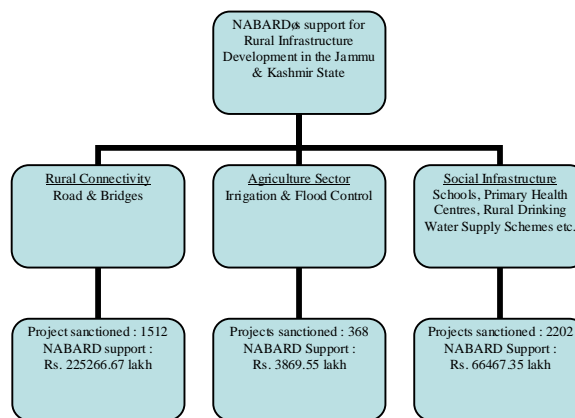 NABARDøs support for
Rural Infrastructure
Development in the Jammu
& Kashmir State
Rural Connectivity
Road & Bridges
Agriculture Sector
Irrigation & Flood Control
Social Infrastructure
Schools, Primary Health
Centres, Rural Drinking
Water Supply Schemes etc.
Project sanctioned : 1512
NABARD support :
Rs. 225266.67 lakh
Projects sanctioned : 368
NABARD Support :
Rs. 3869.55 lakh
Projects sanctioned : 2202
NABARD Support :
Rs. 66467.35 lakh